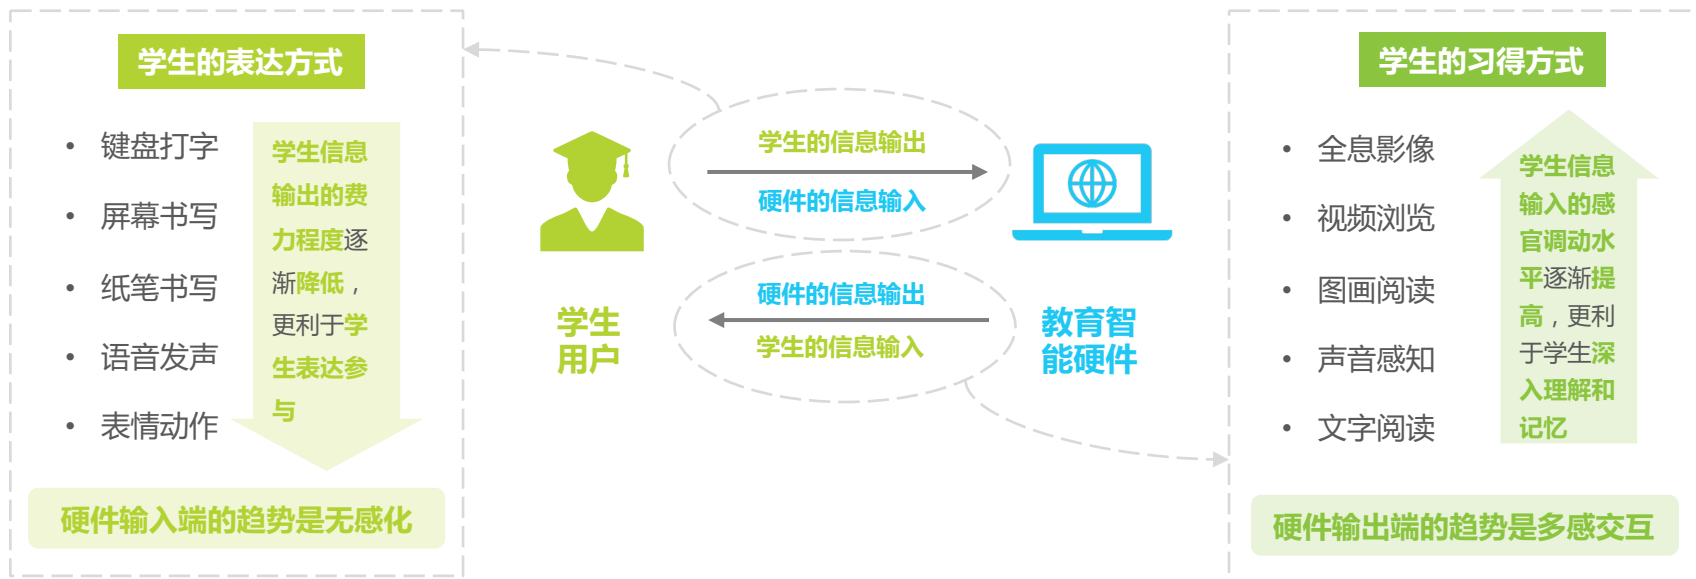 学生的表达方式
• 键盘打字
• 屏幕书写
• 纸笔书写
• 语音发声
• 表情动作
学生信息
输出的费
力程度逐
渐降低，
更利于学
生表达参
与
硬件输入端的趋势是无感化
学生
用户
学生的信息输出
硬件的信息输入
硬件的信息输出
学生的信息输入
教育智
能硬件
学生的习得方式
• 全息影像
• 视频浏览
• 图画阅读
• 声音感知
• 文字阅读
学生信息
输入的感
官调动水
平逐渐提
高，更利
于学生深
入理解和
记忆
硬件输出端的趋势是多感交互